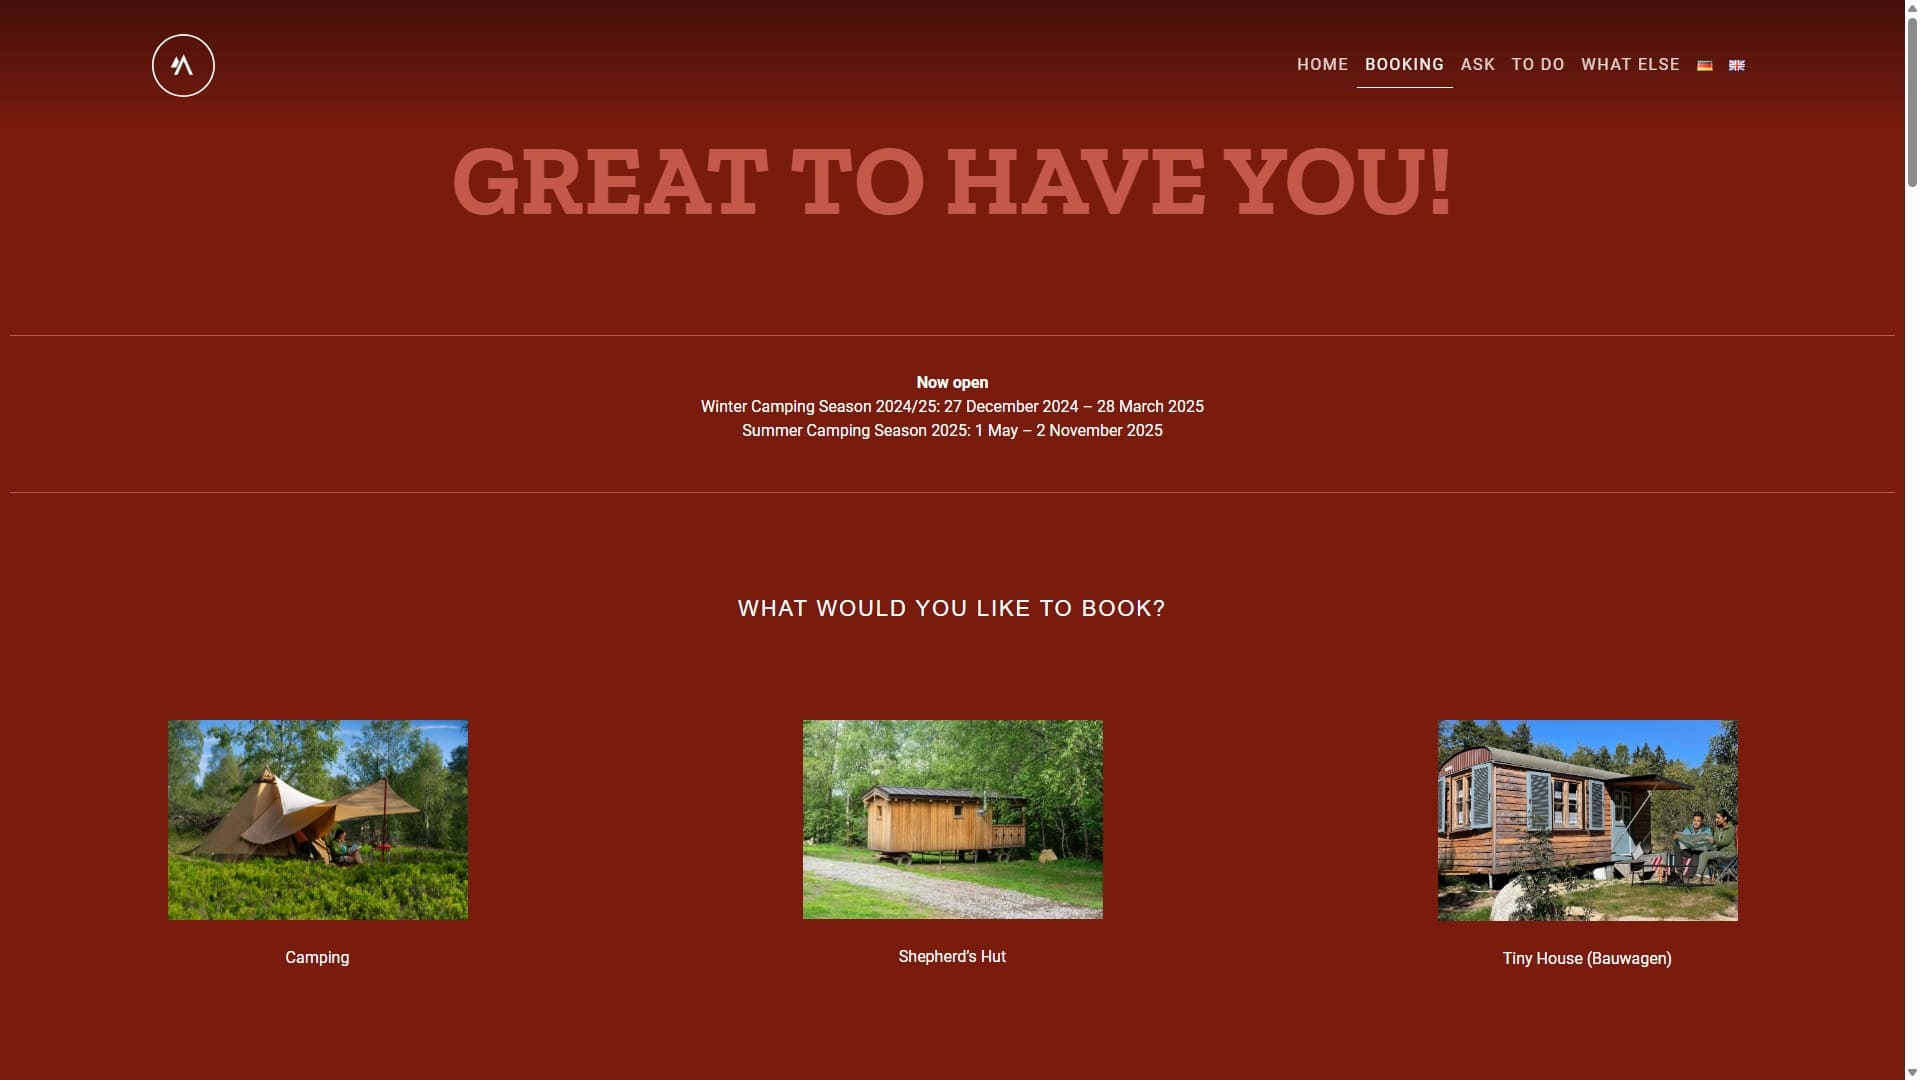 HOME BOOKING ASK TO DO WHAT ELSE
GREAT TO HAVE YOU!
Now open
Winter Camping Season 2024/25: 27 December 2024 – 28 March 2025
Summer Camping Season 2025: 1 May – 2 November 2025
WHAT WOULD YOU LIKE TO BOOK?
Camping
Shepherd’s Hut
Tiny House (Bauwagen)